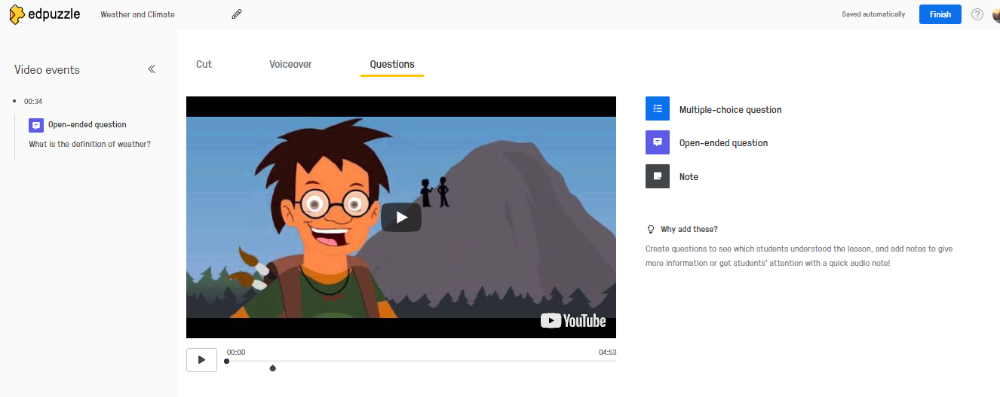 edpuzzle
Weather and Climate
Saved automatically
Finish
?
Video events
00:34
Open-ended question
What is the definition of weather?
Cut
Voiceover
Questions
YouTube
00:00
04:53
Multiple-choice question
Open-ended question
Note
Why add these?
Create questions to see which students understood the lesson, and add notes to give
more information or get students' attention with a quick audio note!